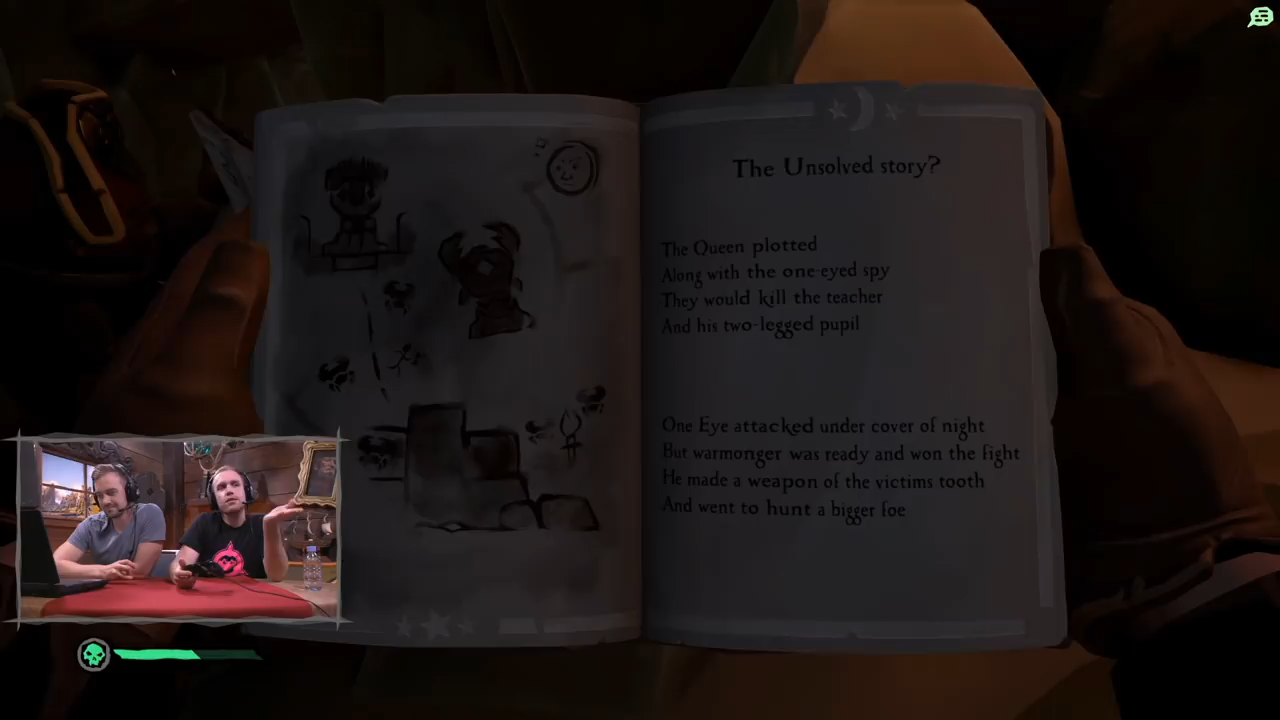 The Unsolved story?
The Queen plotted
Along with the one-eyed spy
They would kill the teacher
And his two-legged pupil
One Eye attacked under cover of night
But warmonger was ready and won the fight
He made a weapon of the victims tooth
And went to hunt a bigger foe